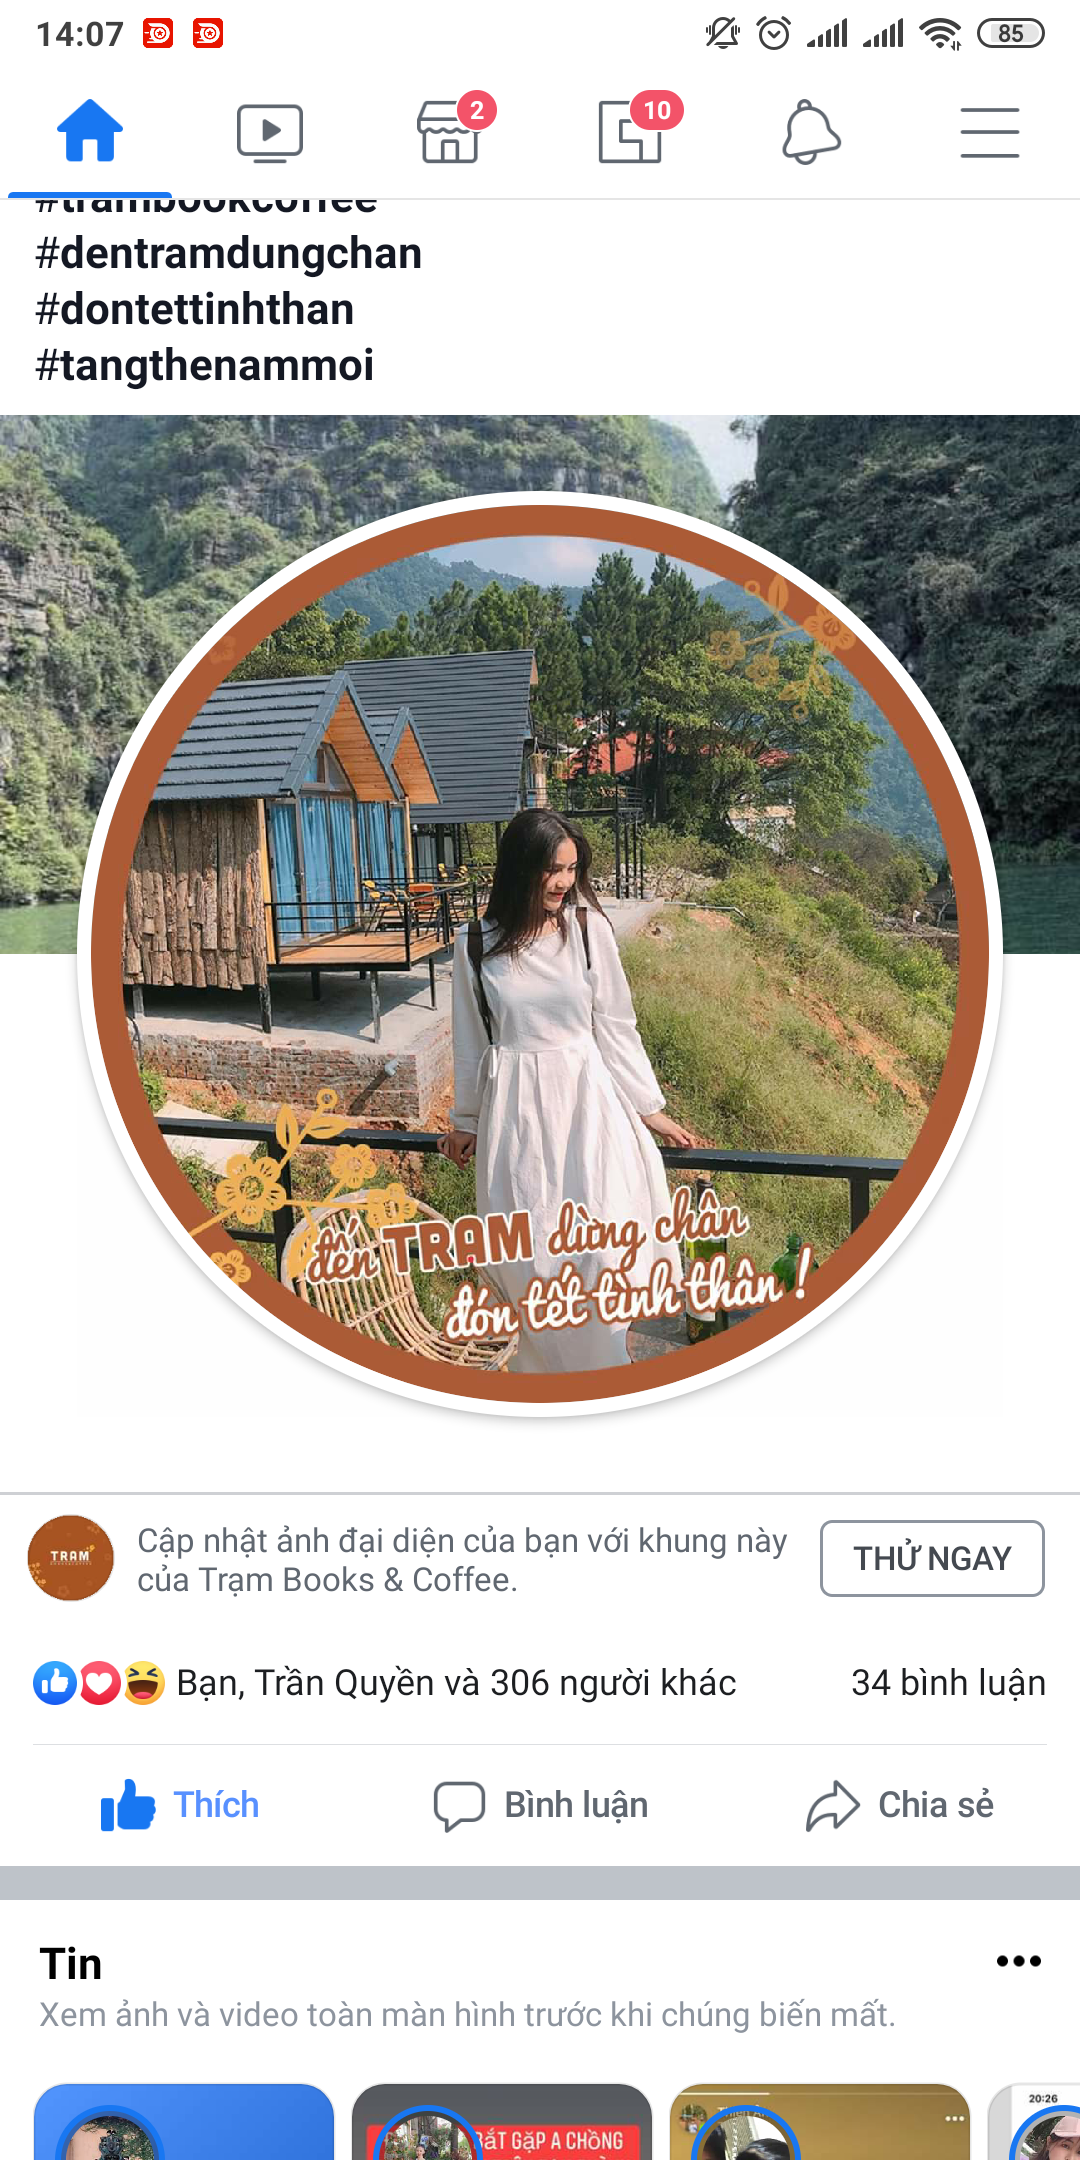 14:07
85
2
10
#trambookcoffee
#dentramdungchan
#dontettinhthan
#tangthenammoi
đến TRẠM dừng chân
đón tết tình thân !
TRẠM
Cập nhật ảnh đại diện của bạn với khung này
của Trạm Books & Coffee.
THỬ NGAY
Bạn, Trần Quyền và 306 người khác
34 bình luận
Thích
Bình luận
Chia sẻ
Tin
Xem ảnh và video toàn màn hình trước khi chúng biến mất.
BẮT GẶP A CHỒNG
20:26